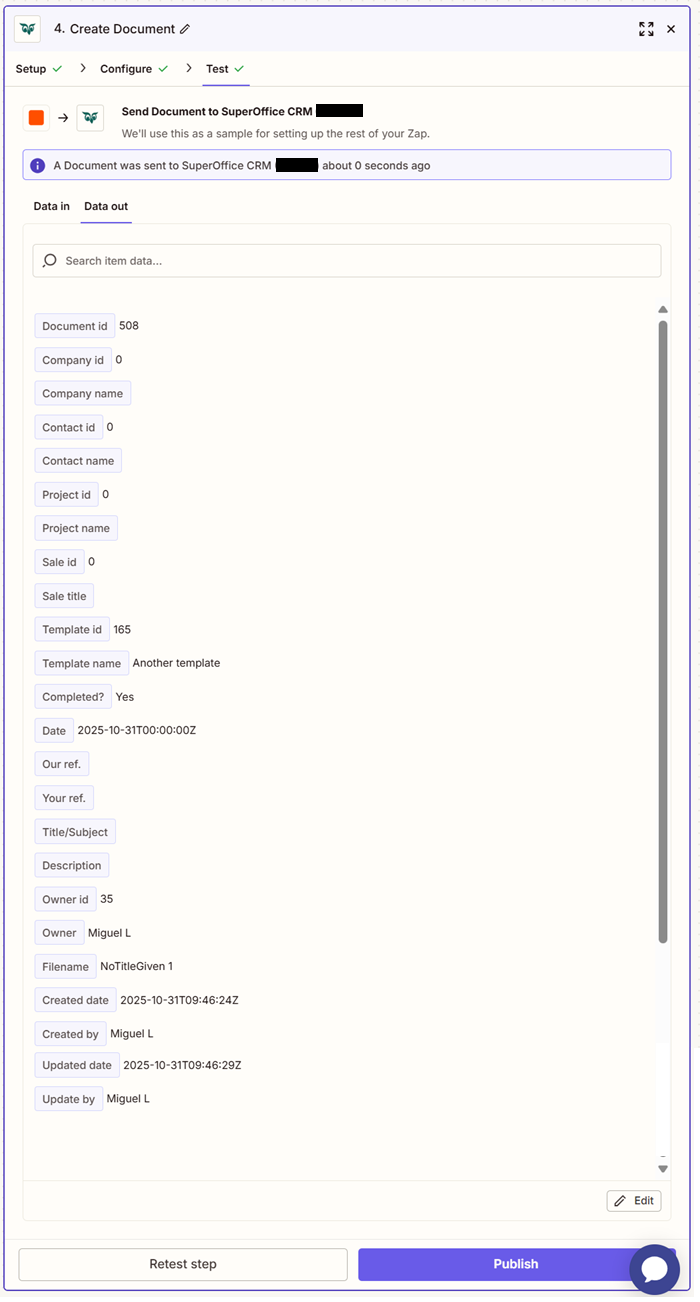 4. Create Document
Setup
Configure
Test
Send Document to SuperOffice CRM
We'll use this as a sample for setting up the rest of your Zap.
A Document was sent to SuperOffice CRM about 0 seconds ago
Data in Data out
Search item data...
Document id 508
Company id 0
Company name
Contact id 0
Contact name
Project id 0
Project name
Sale id 0
Sale title
Template id 165
Template name Another template
Completed? Yes
Date 2025-10-31T00:00:00Z
Our ref.
Your ref.
Title/Subject
Description
Owner id 35
Owner Miguel L
Filename NoTitleGiven 1
Created date 2025-10-31T09:46:24Z
Created by Miguel L
Updated date 2025-10-31T09:46:29Z
Update by Miguel L
Edit
Retest step
Publish